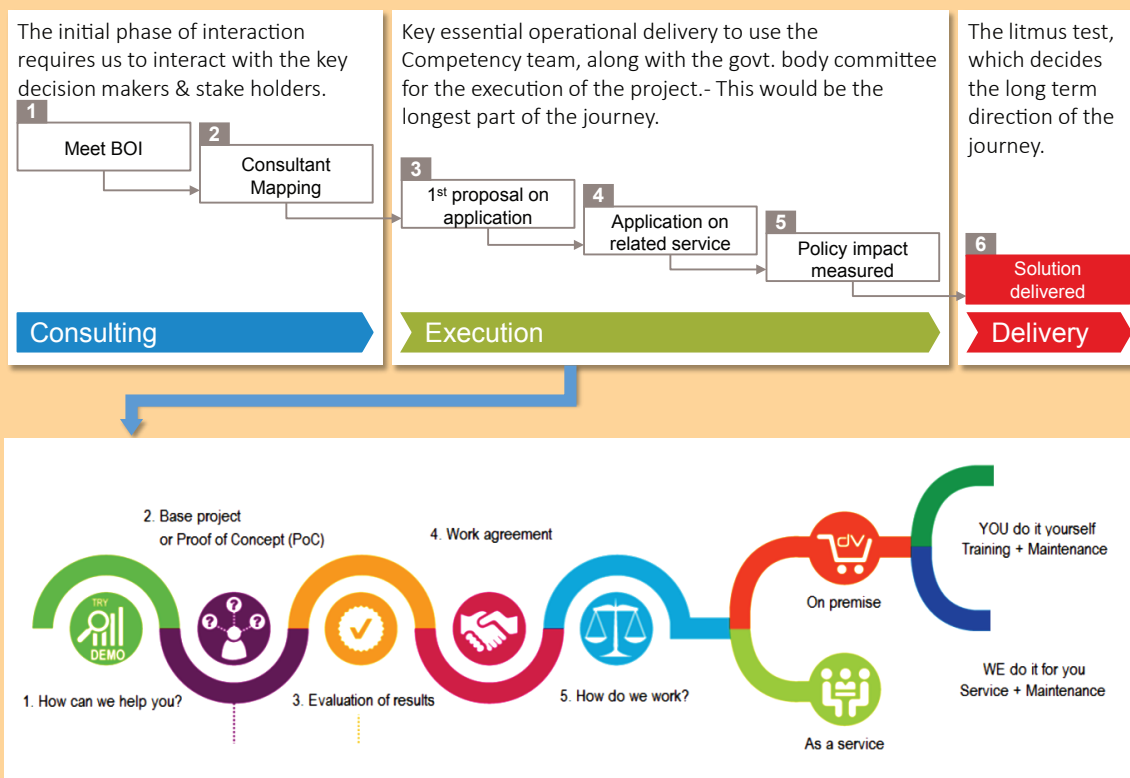 The initial phase of interaction
requires us to interact with the key
decision makers & stake holders.
1
Meet BOI
2
Consultant
Mapping
Consulting
Key essential operational delivery to use the
Competency team, along with the govt. body committee
for the execution of the project.- This would be the
longest part of the journey.
3
1st proposal on
application
4
Application on
related service
5
Policy impact
measured
Execution
The litmus test,
which decides
the long term
direction of the
journey.
6
Solution
delivered
Delivery
TRY
DEMO
1. How can we help you?
2. Base project
or Proof of Concept (PoC)
? ? ?
3. Evaluation of results
4. Work agreement
5. How do we work?
dV
On premise
As a service
YOU do it yourself
Training + Maintenance
WE do it for you
Service + Maintenance